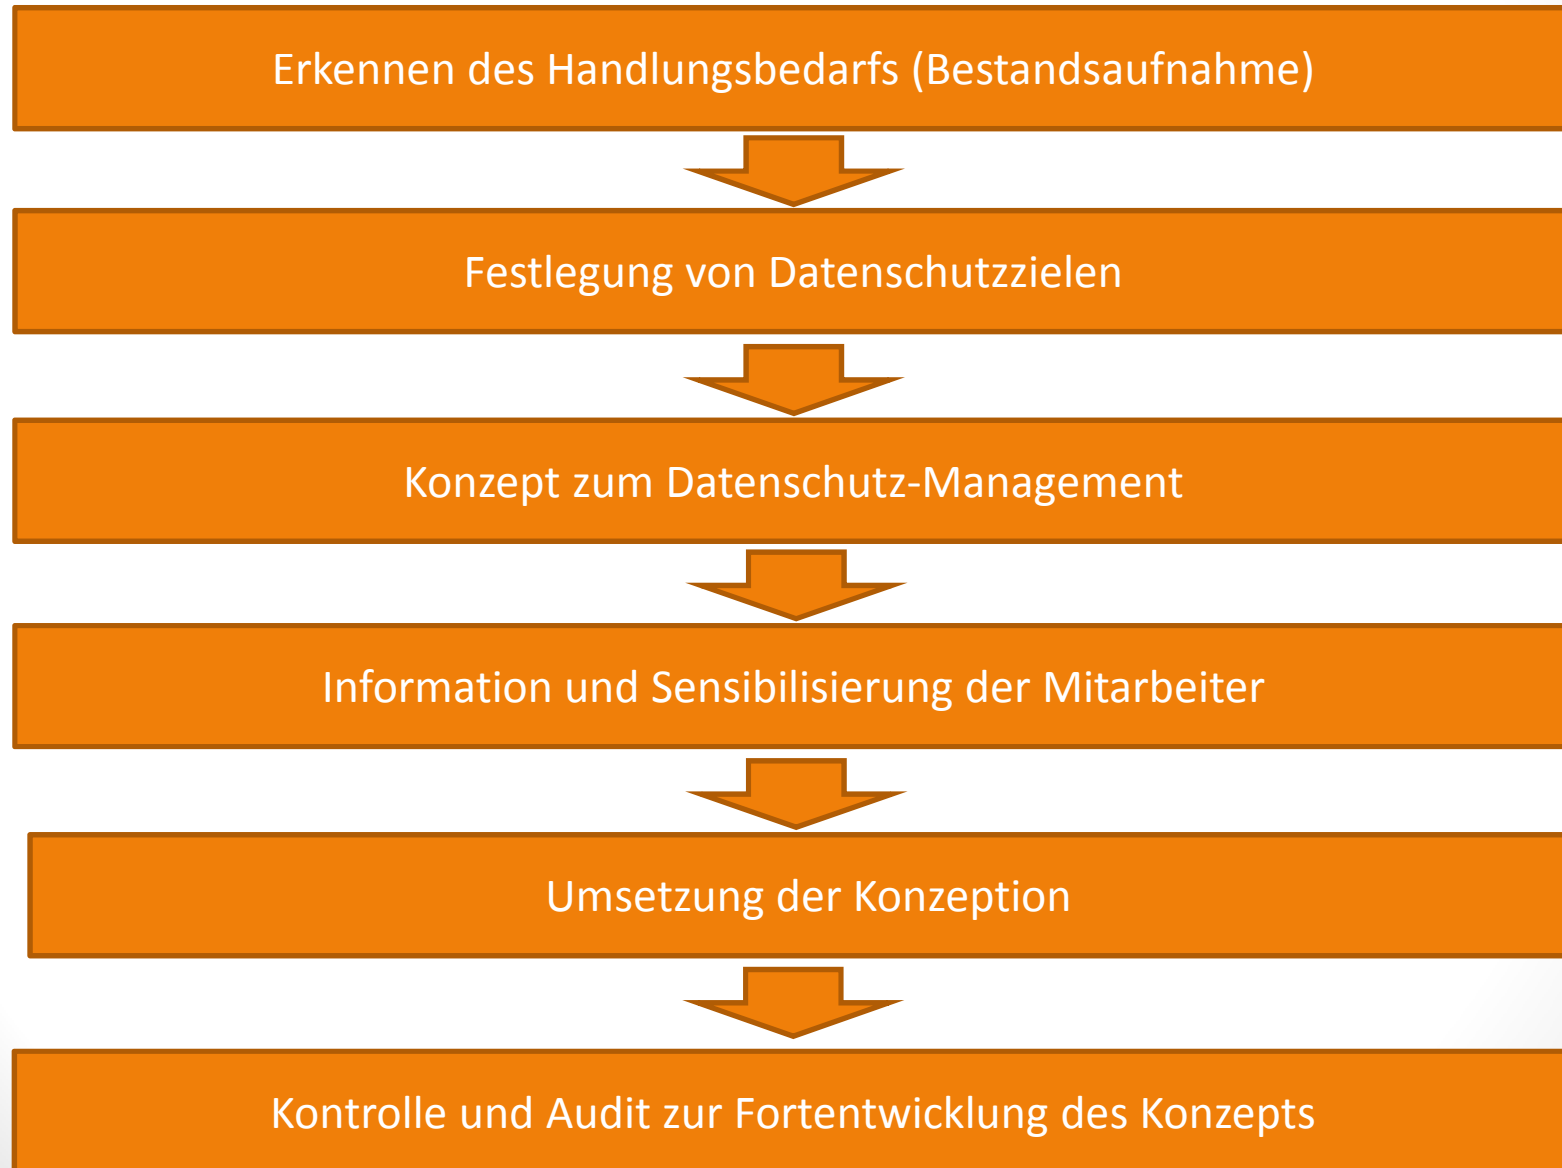 Erkennen des Handlungsbedarfs (Bestandsaufnahme)
Festlegung von Datenschutzzielen
Konzept zum Datenschutz-Management
Information und Sensibilisierung der Mitarbeiter
Umsetzung der Konzeption
Kontrolle und Audit zur Fortentwicklung des Konzepts